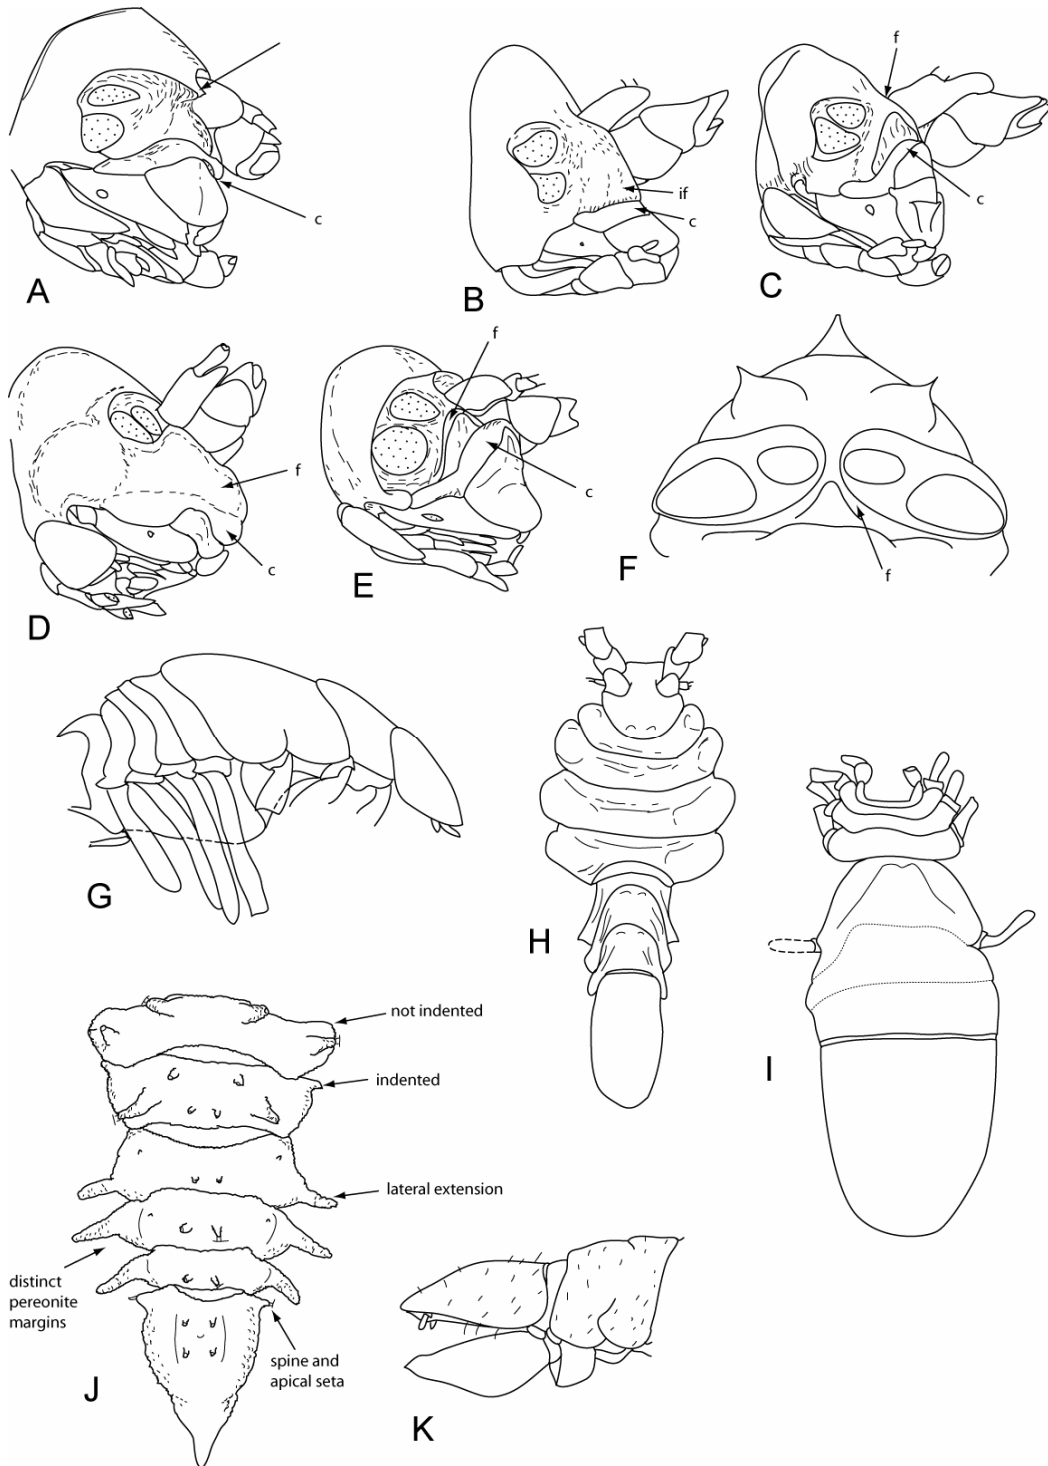 c
A
if
c
B
f
c
C
f
c
D
f
c
E
f
F
G
H
I
not indented
indented
lateral extension
distinct
pereonite
margins
spine and
apical seta
J
K